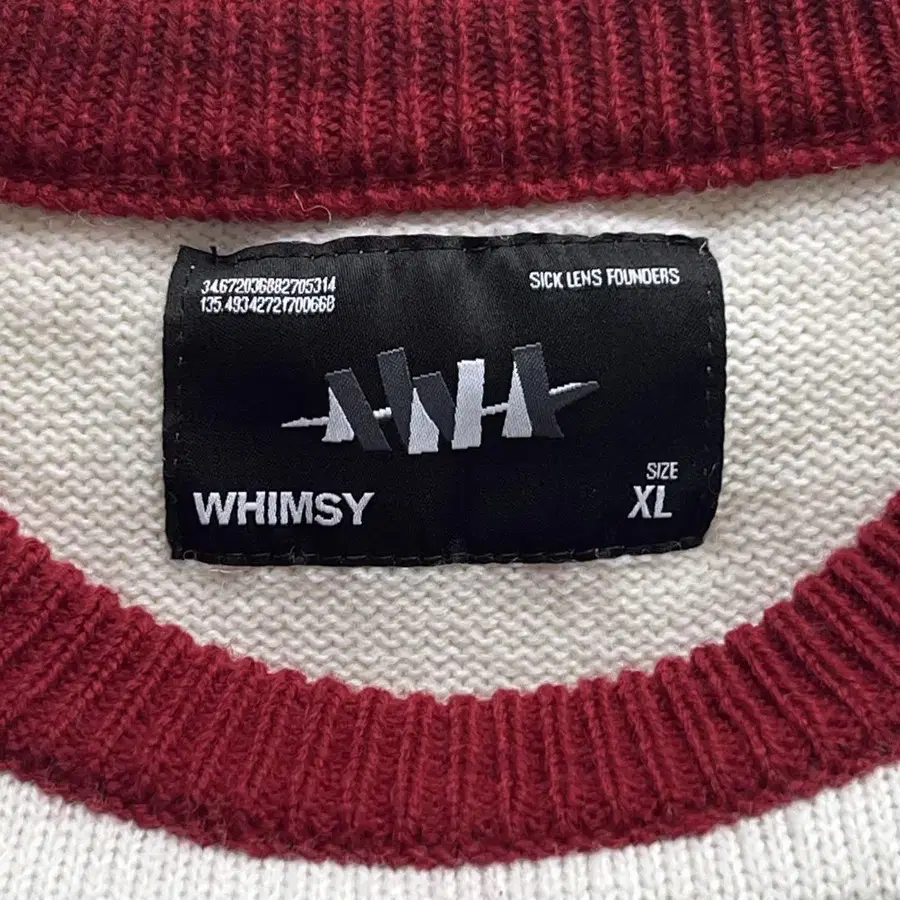 34.672036882705314
135.49342721700668
SICK LENS FOUNDERS
WHIMSY
SIZE
XL